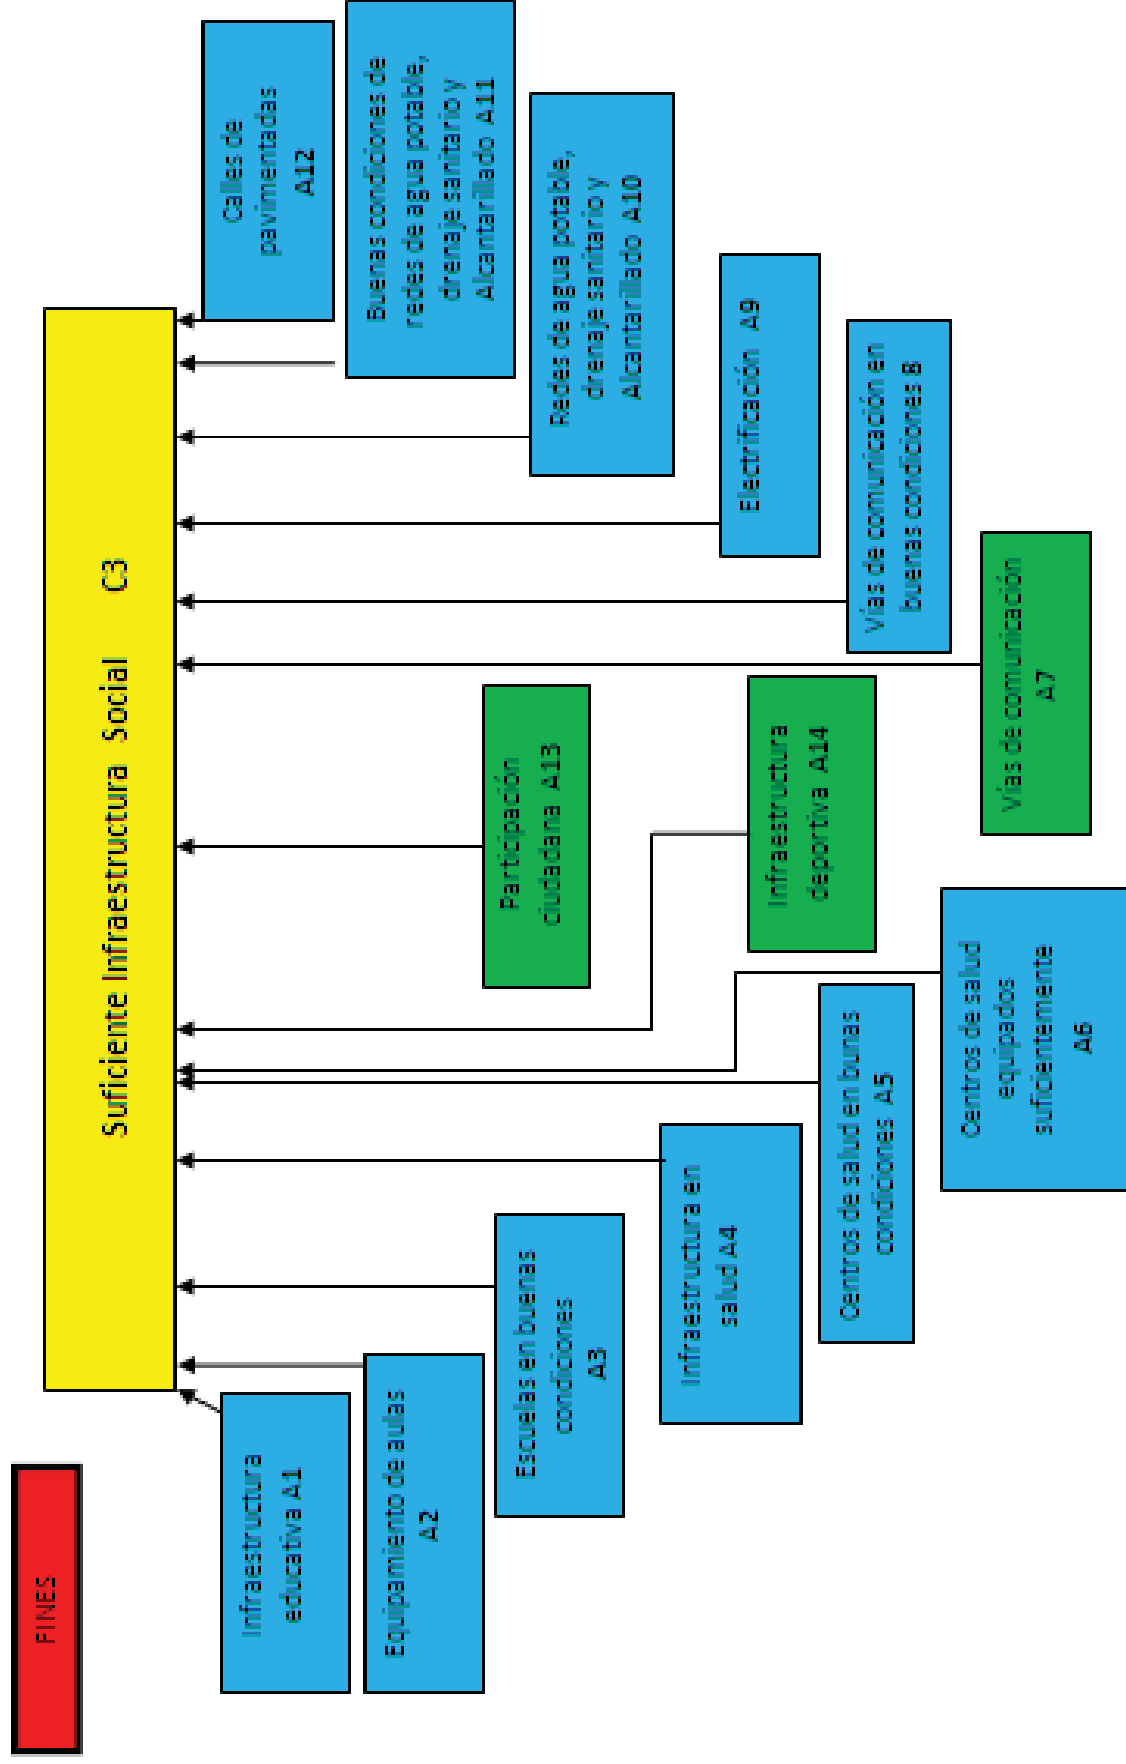 FINES
Suficiente Infraestructura Social C3
Infraestructura
educativa A1
Equipamiento de aulas
A2
Escuelas en buenas
condiciones
A3
Infraestructura en
salud A4
Centros de salud en bunas
condiciones A5
Centros de salud
equipados
suficientemente
A6
Participación
ciudadana A13
Infraestructura
deportiva A14
Vías de comunicación
A7
Vías de comunicación en
buenas condiciones 8
Electrificación A9
Redes de agua potable,
drenaje sanitario y
Alcantarillado A10
Buenas condiciones de
redes de agua potable,
drenaje sanitario y
Alcantarillado A11
Calles de
pavimentadas
A12